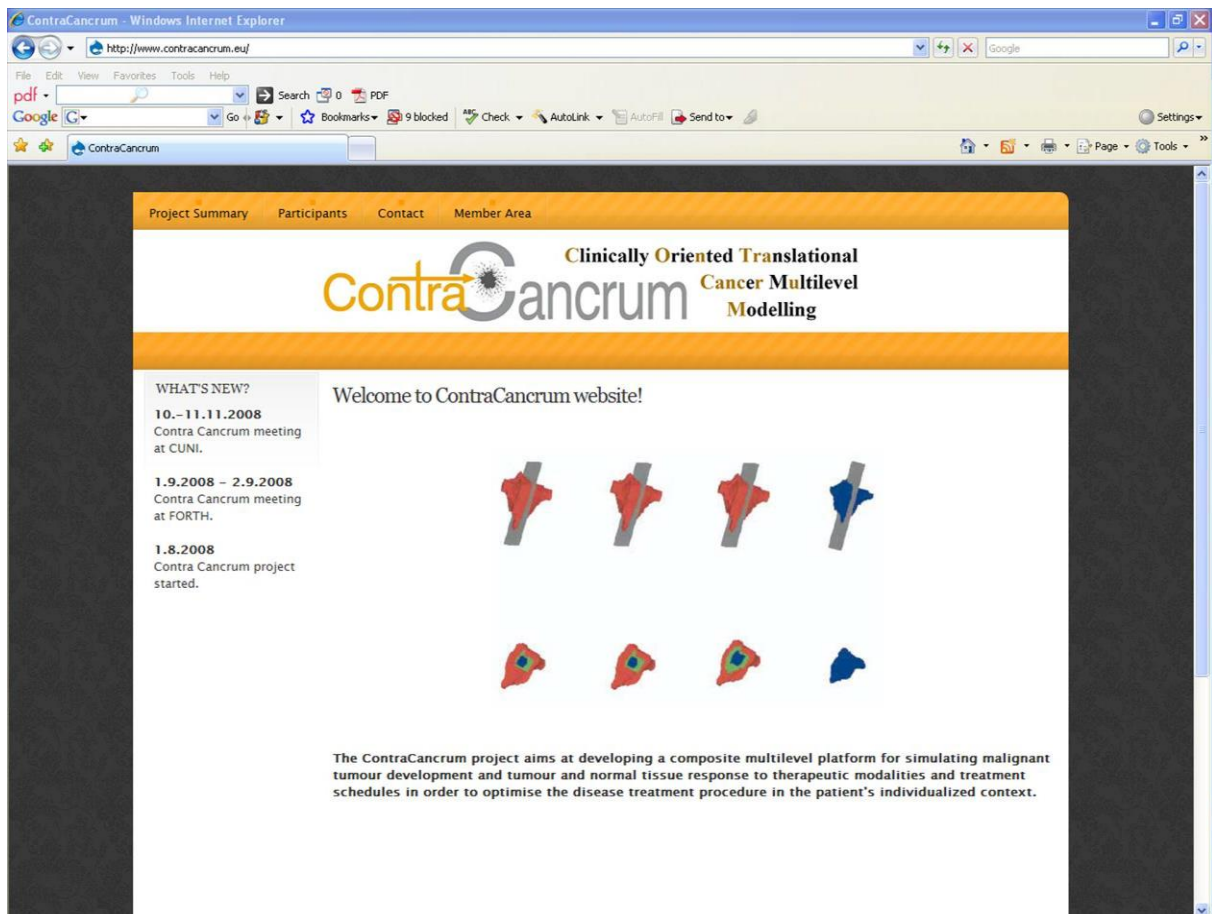 ContraCancrum - Windows Internet Explorer
http://www.contracancrum.eu/
Google
File Edit View Favorites Tools Help
pdf Search 0 PDF
Google G Go Bookmarks 9 blocked ABC Check AutoLink AutoFill Send to Settings
ContraCancrum Page Tools »
Project Summary Participants Contact Member Area
ContraCancrum
Clinically Oriented Translational
Cancer Multilevel
Modelling
WHAT'S NEW?
10.–11.11.2008
Contra Cancrum meeting
at CUNI.
1.9.2008 – 2.9.2008
Contra Cancrum meeting
at FORTH.
1.8.2008
Contra Cancrum project
started.
Welcome to ContraCancrum website!
The ContraCancrum project aims at developing a composite multilevel platform for simulating malignant
tumour development and tumour and normal tissue response to therapeutic modalities and treatment
schedules in order to optimise the disease treatment procedure in the patient's individualized context.